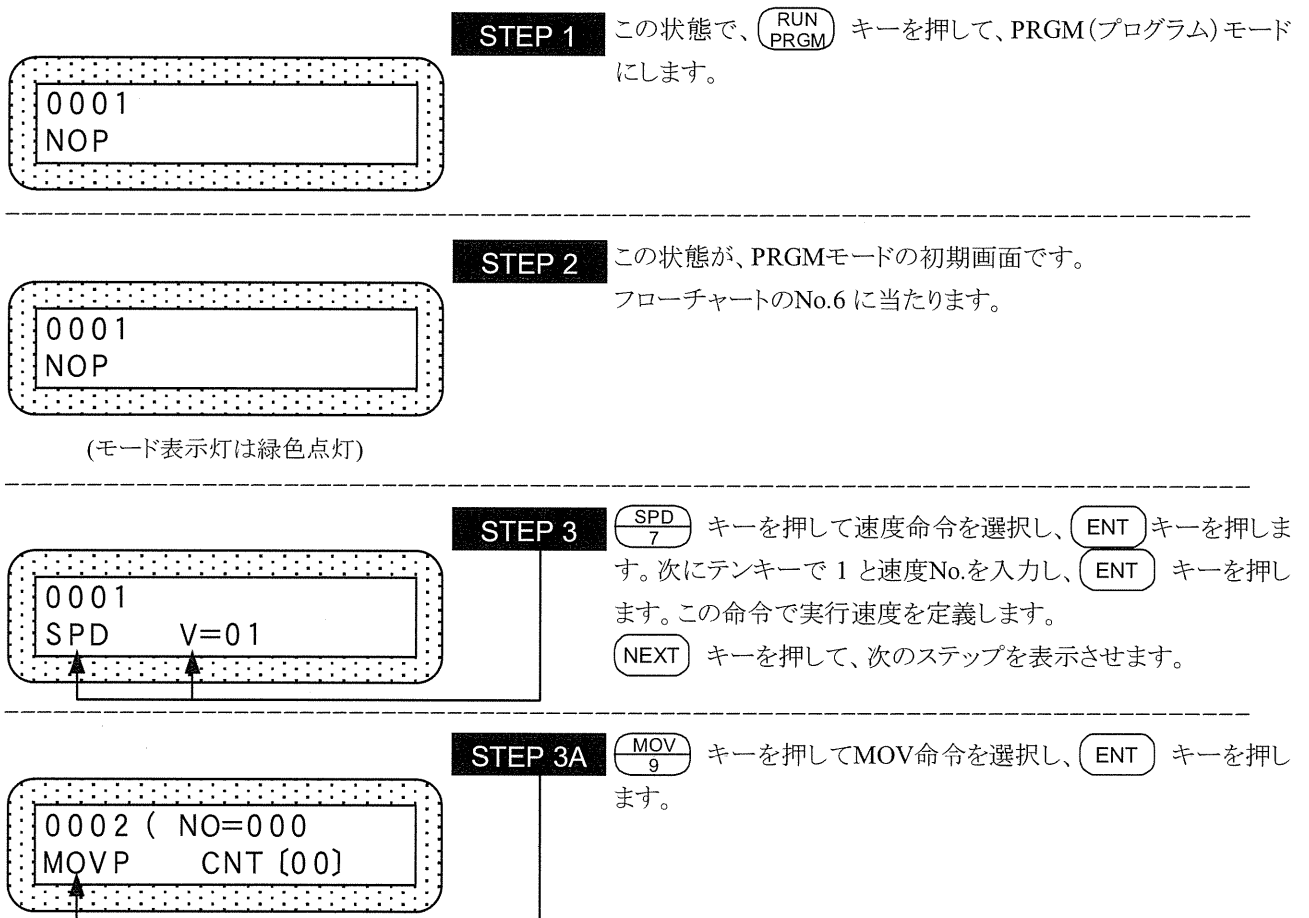 STEP 1
この状態で、 RUN PRGM キーを押して、PRGM(プログラム)モード
にします。
0001
NOP
STEP 2
この状態が、PRGMモードの初期画面です。
フローチャートのNo.6 に当たります。
0001
NOP
(モード表示灯は緑色点灯)
STEP 3
SPD 7 キーを押して速度命令を選択し、 ENT キーを押しま
す。次にテンキーで 1 と速度No.を入力し、 ENT キーを押し
ます。この命令で実行速度を定義します。
NEXT キーを押して、次のステップを表示させます。
0001
SPD V=01
STEP 3A
MOV 9 キーを押してMOV命令を選択し、 ENT キーを押し
ます。
0002 ( NO=000
MOVP CNT [00]